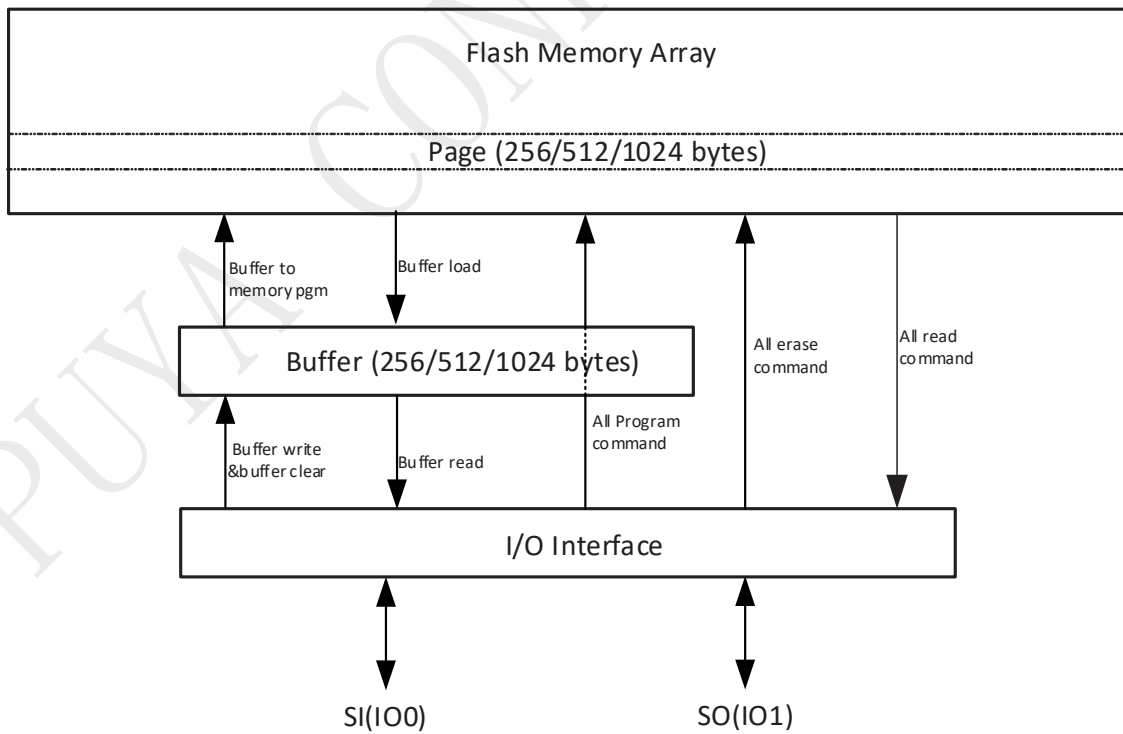 Flash Memory Array
Page (256/512/1024 bytes)
Buffer to
memory pgm
Buffer load
All erase
command
All read
command
Buffer (256/512/1024 bytes)
All Program
command
Buffer write
&buffer clear
Buffer read
I/O Interface
SI(IO0)
SO(IO1)
PUYA